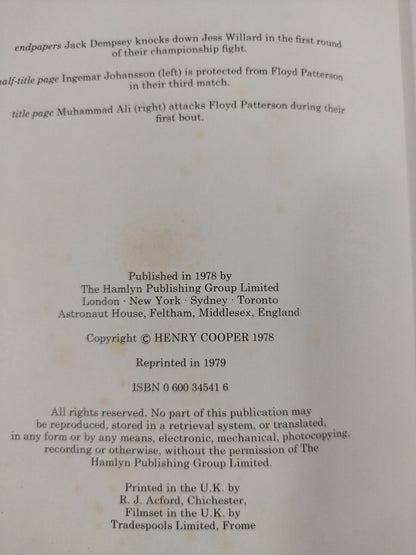 endpapers Jack Dempsey knocks down Jess Willard in the first round
of their championship fight.
half-title page Ingemar Johansson (left) is protected from Floyd Patterson
in their third match.
title page Muhammad Ali (right) attacks Floyd Patterson during their
first bout.
Published in 1978 by
The Hamlyn Publishing Group Limited
London · New York · Sydney · Toronto
Astronaut House, Feltham, Middlesex, England
Copyright © HENRY COOPER 1978
Reprinted in 1979
ISBN 0 600 34541 6
All rights reserved. No part of this publication may
be reproduced, stored in a retrieval system, or translated,
in any form or by any means, electronic, mechanical, photocopying,
recording or otherwise, without the permission of The
Hamlyn Publishing Group Limited.
Printed in the U.K. by
R. J. Acford, Chichester,
Filmset in the U.K. by
Tradespools Limited, Frome